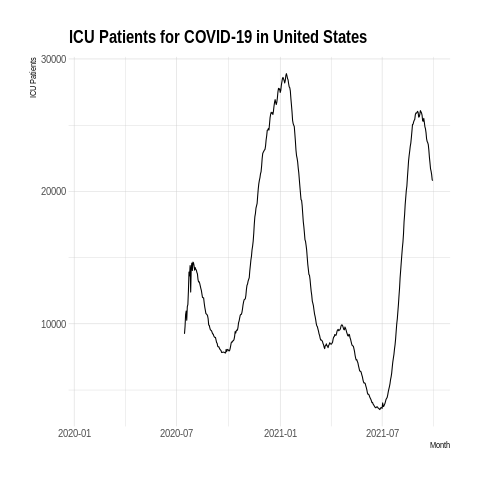 ICU Patients for COVID-19 in United States
ICU Patients
30000
20000
10000
2020-01 2020-07 2021-01 2021-07
Month